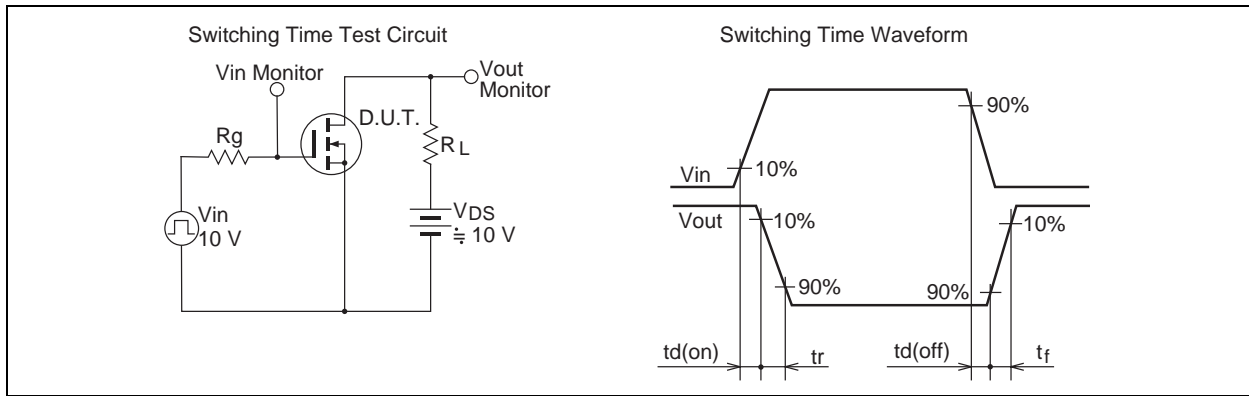 Switching Time Test Circuit
Vin Monitor
Vout
Monitor
D.U.T.
Rg
RL
Vin
10 V
VDS
≒ 10 V
Switching Time Waveform
90%
10%
Vin
Vout
10%
10%
90%
90%
td(on)
tr
td(off)
tf